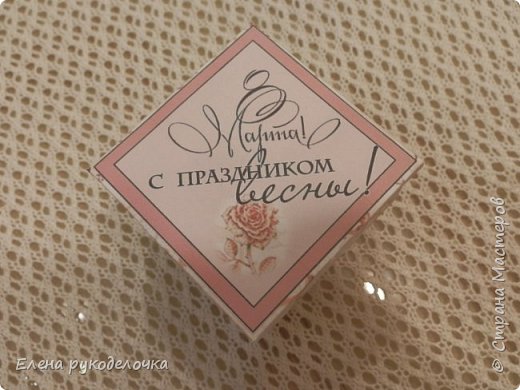 8
Марта!
С ПРАЗДНИКОМ
весны!
Елена рукоделочка
© Страна Мастеров